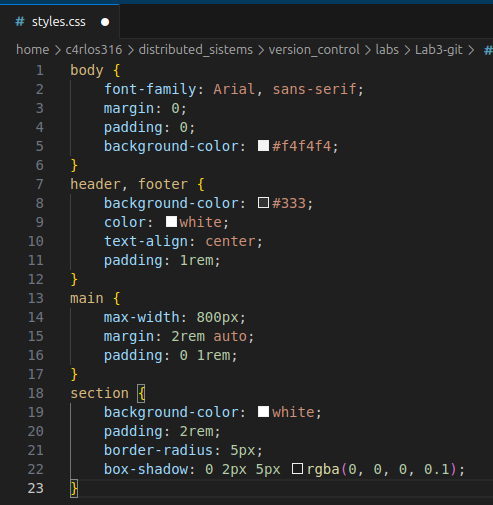 # styles.css ●
home > c4rlos316 > distributed_sistems > version_control > labs > Lab3-git > #
1 body {
2     font-family: Arial, sans-serif;
3     margin: 0;
4     padding: 0;
5     background-color: #f4f4f4;
6 }
7 header, footer {
8     background-color: #333;
9     color: white;
10     text-align: center;
11     padding: 1rem;
12 }
13 main {
14     max-width: 800px;
15     margin: 2rem auto;
16     padding: 0 1rem;
17 }
18 section {
19     background-color: white;
20     padding: 2rem;
21     border-radius: 5px;
22     box-shadow: 0 2px 5px rgba(0, 0, 0, 0.1);
23 }